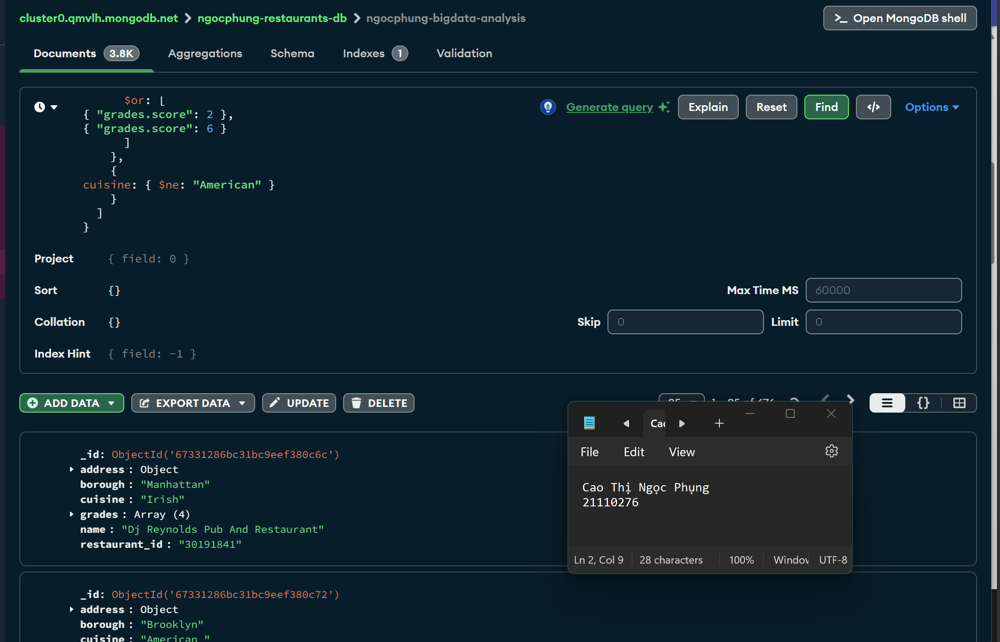 cluster0.qmvlh.mongodb.net > ngocphung-restaurants-db > ngocphung-bigdata-analysis
>_ Open MongoDB shell
Documents 3.8K Aggregations Schema Indexes 1 Validation
$or: [
{ "grades.score": 2 },
{ "grades.score": 6 }
]
},
{
cuisine: { $ne: "American" }
}
]
}
Generate query Explain Reset Find </> Options
Project { field: 0 }
Sort {}
Max Time MS 60000
Collation {}
Skip 0 Limit 0
Index Hint { field: -1 }
ADD DATA EXPORT DATA UPDATE DELETE
{}
_id: ObjectId('67331286bc31bc9eef380c6c')
address : Object
borough : "Manhattan"
cuisine : "Irish"
grades : Array (4)
name : "Dj Reynolds Pub And Restaurant"
restaurant_id : "30191841"
_id: ObjectId('67331286bc31bc9eef380c72')
address : Object
borough : "Brooklyn"
cuisine : "American "
Cao
File Edit View
Cao Thị Ngọc Phụng
21110276
Ln 2, Col 9 28 characters 100% Window UTF-8